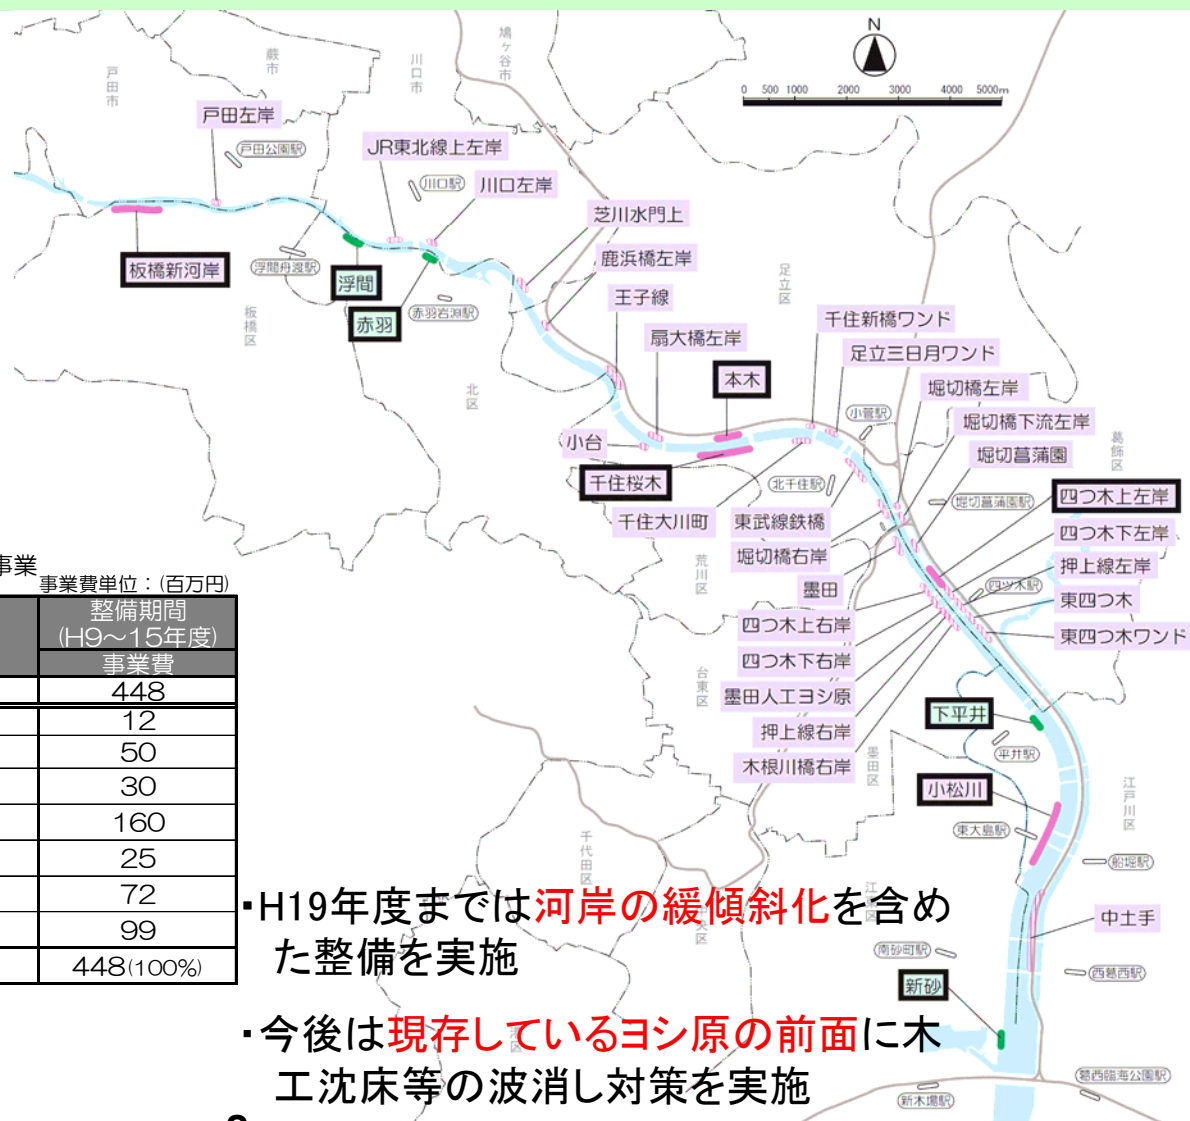 N
0 500 1000 2000 3000 4000 5000m
鳩ヶ谷市
蕨市
川口市
戸田市
戸田左岸
戸田公園駅
JR東北線上左岸
川口駅
川口左岸
芝川水門上
鹿浜橋左岸
足立区
板橋新河岸
浮間舟渡駅
浮間
王子線
赤羽岩淵駅
赤羽
板橋区
千住新橋ワンド
扇大橋左岸
足立三日月ワンド
本木
堀切橋左岸
北区
小菅駅
堀切橋下流左岸
小台
葛飾区
堀切菖蒲園
千住桜木
北千住駅
四つ木上左岸
堀切菖蒲園駅
千住大川町
東武線鉄橋
四つ木下左岸
堀切橋右岸
荒川区
押上線左岸
墨田
四ツ木駅
東四つ木
四つ木上右岸
東四つ木ワンド
四つ木下右岸
台東区
墨田人工ヨシ原
下平井
押上線右岸
平井駅
木根川橋右岸
墨田区
小松川
江戸川区
東大島駅
千代田区
船堀駅
江東区
中央区
中土手
南砂町駅
西葛西駅
新砂
港区
葛西臨海公園駅
新木場駅
事業
事業費単位：(百万円)
整備期間
(H9～15年度)
事業費
448
12
50
30
160
25
72
99
448(100%)
・H19年度までは河岸の緩傾斜化を含め
た整備を実施
・今後は現存しているヨシ原の前面に木
工沈床等の波消し対策を実施